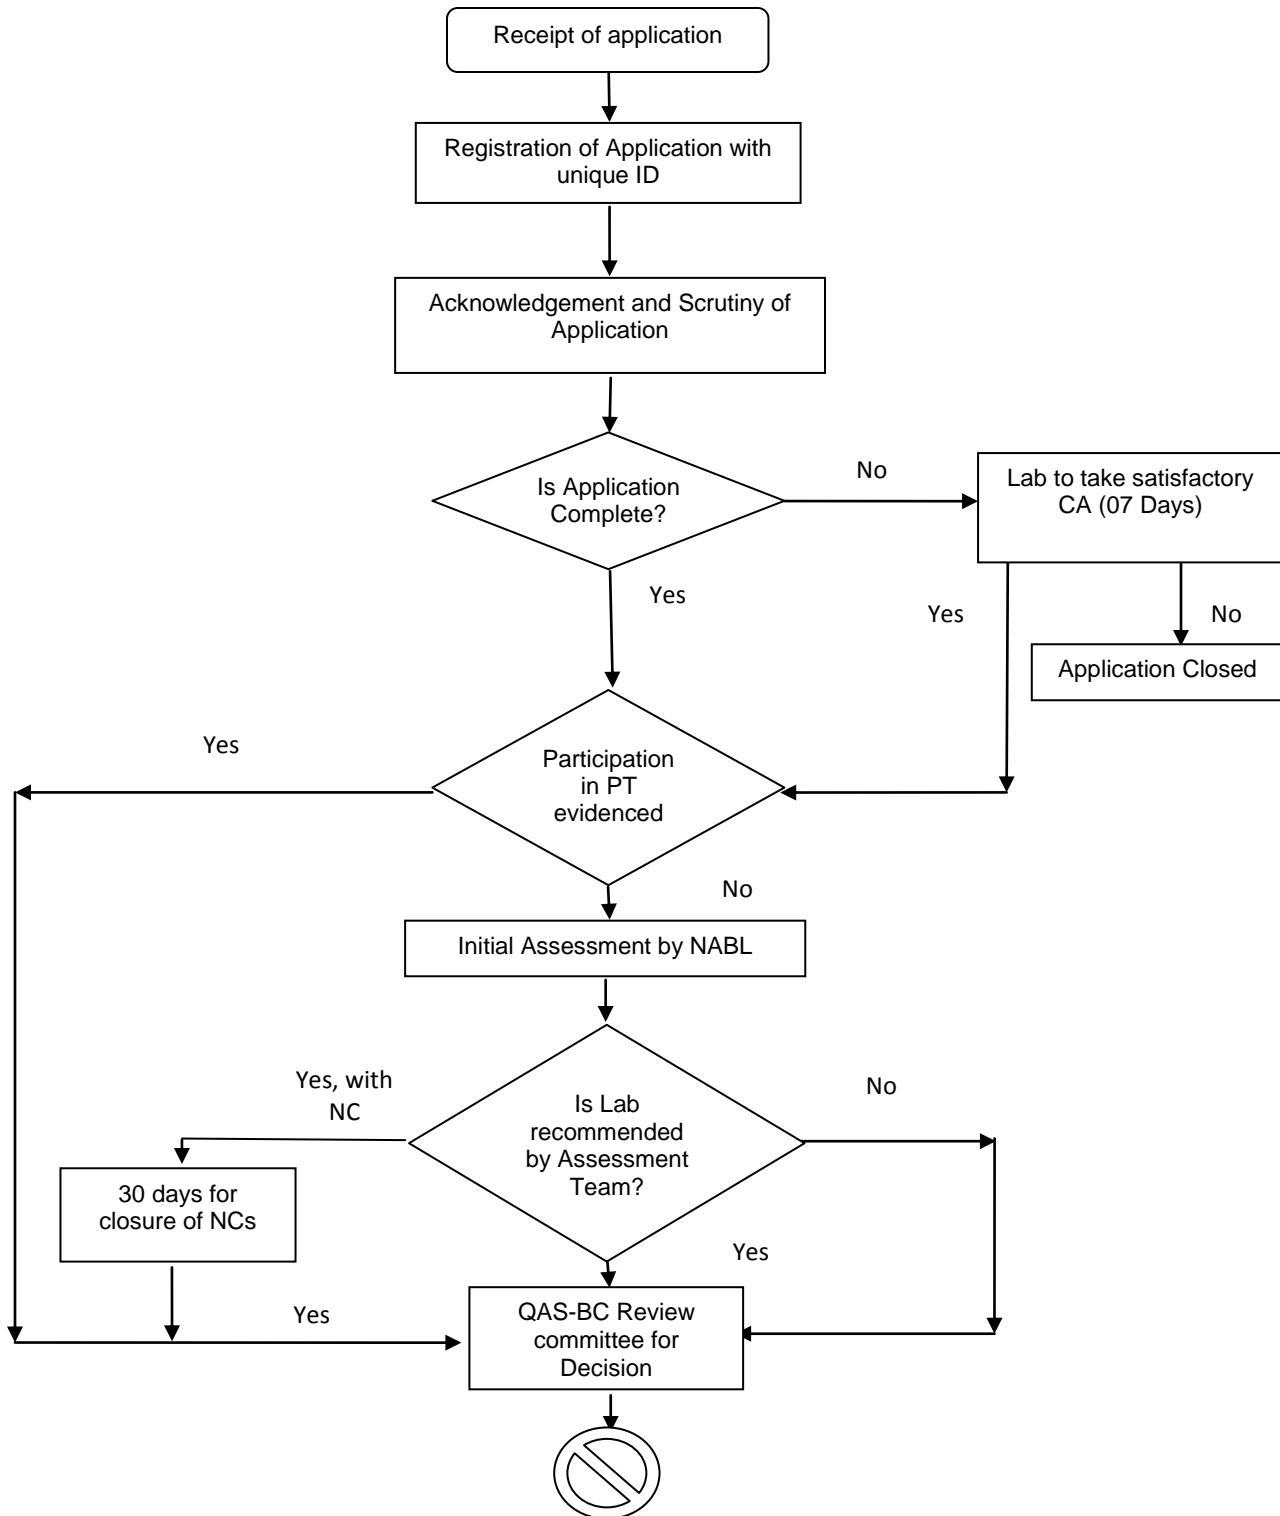 Receipt of application
Registration of Application with
unique ID
Acknowledgement and Scrutiny of
Application
Is Application
Complete?
No
Lab to take satisfactory
CA (07 Days)
Yes
Yes
No
Application Closed
Yes
Participation
in PT
evidenced
No
Initial Assessment by NABL
Yes, with
NC
Is Lab
recommended
by Assessment
Team?
No
30 days for
closure of NCs
Yes
Yes
QAS-BC Review
committee for
Decision